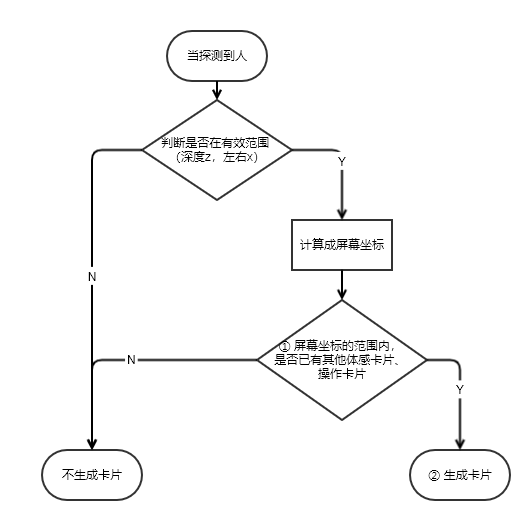 当探测到人
判断是否在有效范围
（深度z，左右x）
Y
计算成屏幕坐标
N
① 屏幕坐标的范围内，
是否已有其他体感卡片、
操作卡片
N
Y
不生成卡片
② 生成卡片